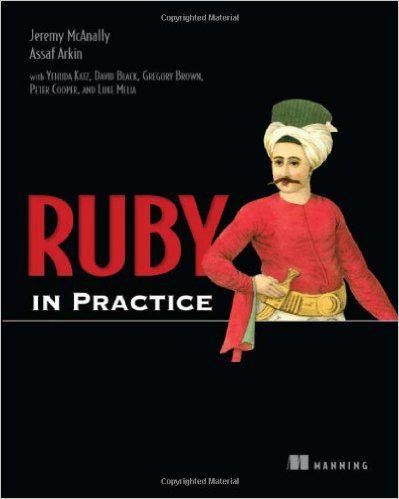 Copyrighted Material
Jeremy McAnally
Assaf Arkin
with Yehuda Katz, David Black, Gregory Brown,
Peter Cooper, and Luke Melia
RUBY
IN PRACTICE
MANNING
Copyrighted Material